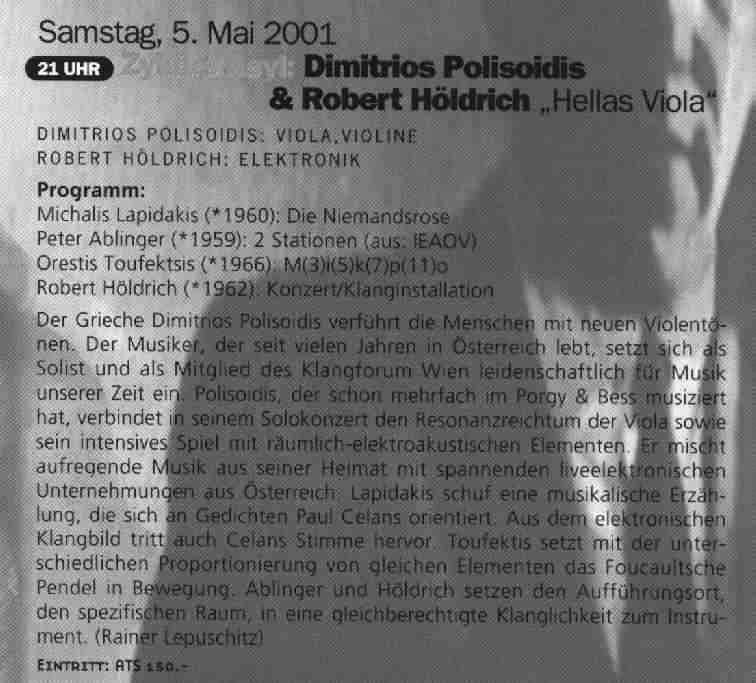 Samstag, 5. Mai 2001
21 UHR Dimitrios Polisoidis
& Robert Höldrich „Hellas Viola“
DIMITRIOS POLISOIDIS: VIOLA,VIOLINE
ROBERT HÖLDRICH: ELEKTRONIK
Programm:
Michalis Lapidakis (*1960): Die Niemandsrose
Peter Ablinger (*1959): 2 Stationen (aus: IEAOV)
Orestis Toufektsis (*1966): M(3)i(5)k(7)p(11)o
Robert Höldrich (*1962): Konzert/Klanginstallation
Der Grieche Dimitrios Polisoidis verführt die Menschen mit neuen Violentö-
nen. Der Musiker, der seit vielen Jahren in Österreich lebt, setzt sich als
Solist und als Mitglied des Klangforum Wien leidenschaftlich für Musik
unserer Zeit ein. Polisoidis, der schon mehrfach im Porgy & Bess musiziert
hat, verbindet in seinem Solokonzert den Resonanzreichtum der Viola sowie
sein intensives Spiel mit räumlich-elektroakustischen Elementen. Er mischt
aufregende Musik aus seiner Heimat mit spannenden liveelektronischen
Unternehmungen aus Österreich: Lapidakis schuf eine musikalische Erzäh-
lung, die sich an Gedichten Paul Celans orientiert. Aus dem elektronischen
Klangbild tritt auch Celans Stimme hervor. Toufektis setzt mit der unter-
schiedlichen Proportionierung von gleichen Elementen das Foucaultsche
Pendel in Bewegung. Ablinger und Höldrich setzen den Aufführungsort,
den spezifischen Raum, in eine gleichberechtigte Klanglichkeit zum Instru-
ment. (Rainer Lepuschitz)
EINTRITT: ATS 150.-